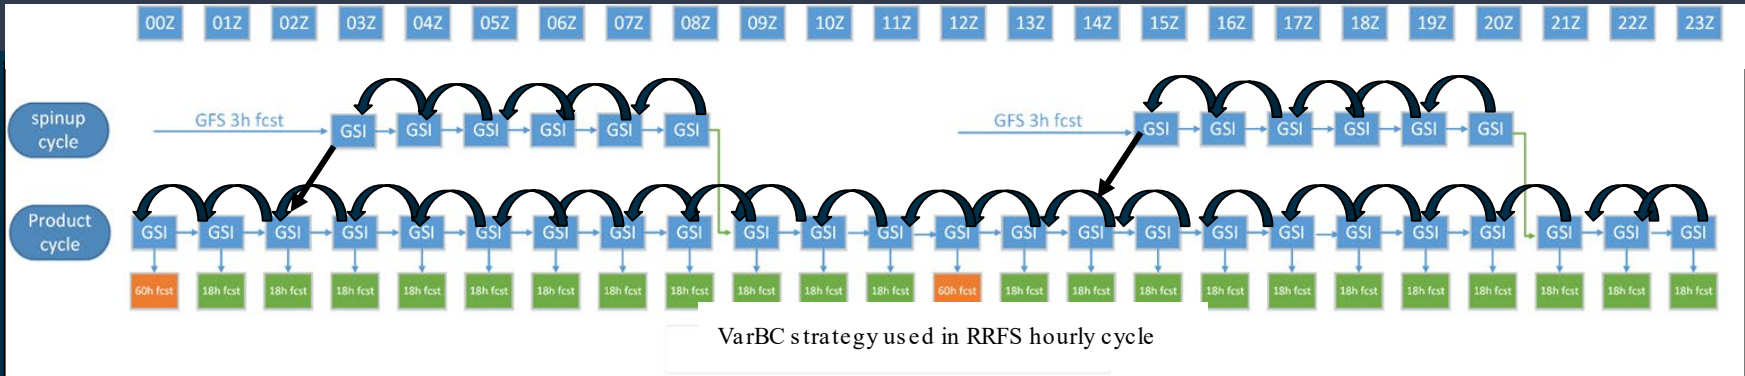 00Z 01Z 02Z 03Z 04Z 05Z 06Z 07Z 08Z 09Z 10Z 11Z 12Z 13Z 14Z 15Z 16Z 17Z 18Z 19Z 20Z 21Z 22Z 23Z
spinup
cycle
GFS 3h fcst
GSI GSI GSI GSI GSI GSI
GFS 3h fcst
GSI GSI GSI GSI GSI GSI
Product
cycle
GSI GSI GSI GSI GSI GSI GSI GSI GSI GSI GSI GSI GSI GSI GSI GSI GSI GSI GSI GSI GSI GSI GSI GSI
60h fcst 18h fcst 18h fcst 18h fcst 18h fcst 18h fcst 18h fcst 18h fcst 18h fcst 18h fcst 18h fcst 18h fcst 60h fcst 18h fcst 18h fcst 18h fcst 18h fcst 18h fcst 18h fcst 18h fcst 18h fcst 18h fcst 18h fcst 18h fcst
VarBC strategy used in RRFS hourly cycle